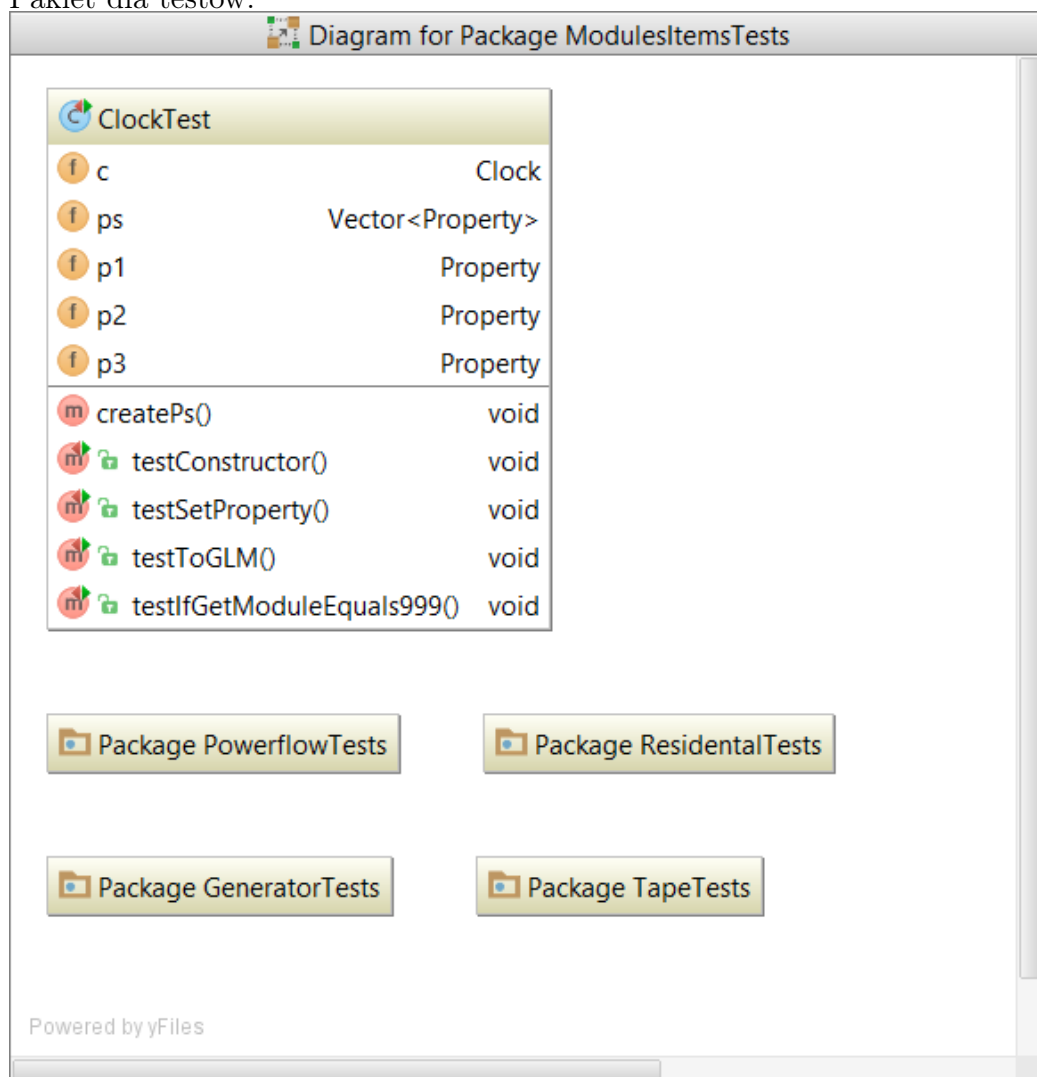 Pakiet dla testów.
Diagram for Package ModulesItemsTests
ClockTest
c Clock
ps Vector<Property>
p1 Property
p2 Property
p3 Property
createPs() void
testConstructor() void
testSetProperty() void
testToGLM() void
testIfGetModuleEquals999() void
Package PowerflowTests Package ResidentalTests
Package GeneratorTests Package TapeTests
Powered by yFiles